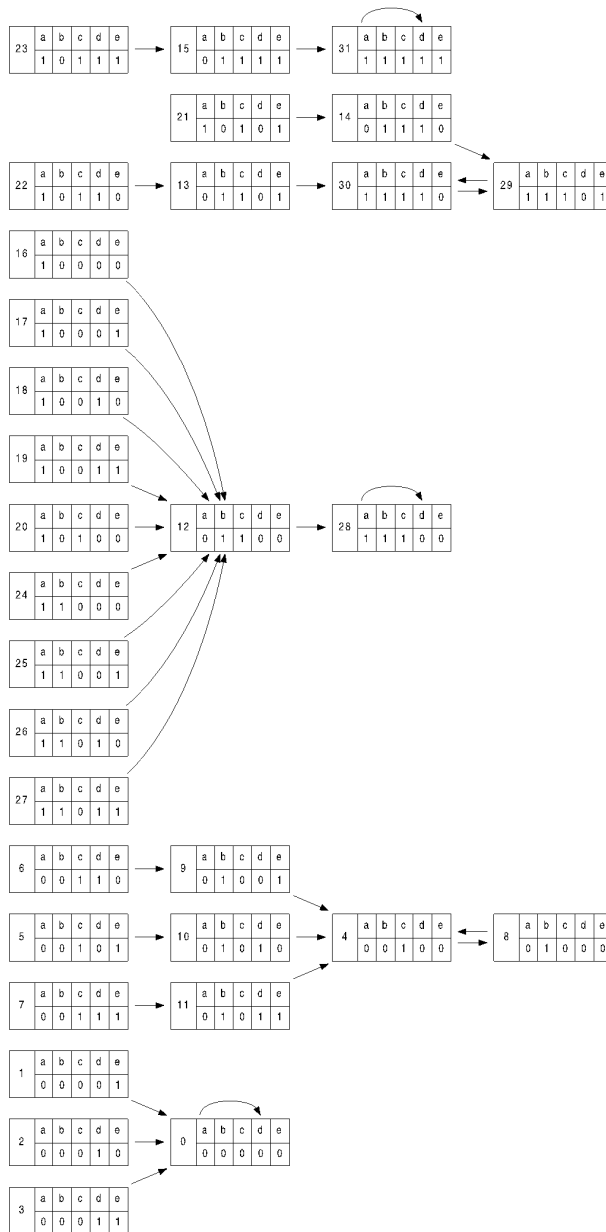 a b c d e a b c d e a b c d e
23 15 31
1 0 1 1 1 0 1 1 1 1 1 1 1 1 1
a b c d e a b c d e
21 14
1 0 1 0 1 0 1 1 1 0
a b c d e a b c d e a b c d e a b c d e
22 13 30 29
1 0 1 1 0 0 1 1 0 1 1 1 1 1 0 1 1 1 0 1
a b c d e
16
1 0 0 0 0
a b c d e
17
1 0 0 0 1
a b c d e
18
1 0 0 1 0
a b c d e
19
1 0 0 1 1
a b c d e a b c d e a b c d e
20 12 28
1 0 1 0 0 0 1 1 0 0 1 1 1 0 0
a b c d e
24
1 1 0 0 0
a b c d e
25
1 1 0 0 1
a b c d e
26
1 1 0 1 0
a b c d e
27
1 1 0 1 1
a b c d e a b c d e
6 9
0 0 1 1 0 0 1 0 0 1
a b c d e a b c d e a b c d e a b c d e
5 10 4 8
0 0 1 0 1 0 1 0 1 0 0 0 1 0 0 0 1 0 0 0
a b c d e a b c d e
7 11
0 0 1 1 1 0 1 0 1 1
a b c d e
1
0 0 0 0 1
a b c d e a b c d e
2 0
0 0 0 1 0 0 0 0 0 0
a b c d e
3
0 0 0 1 1